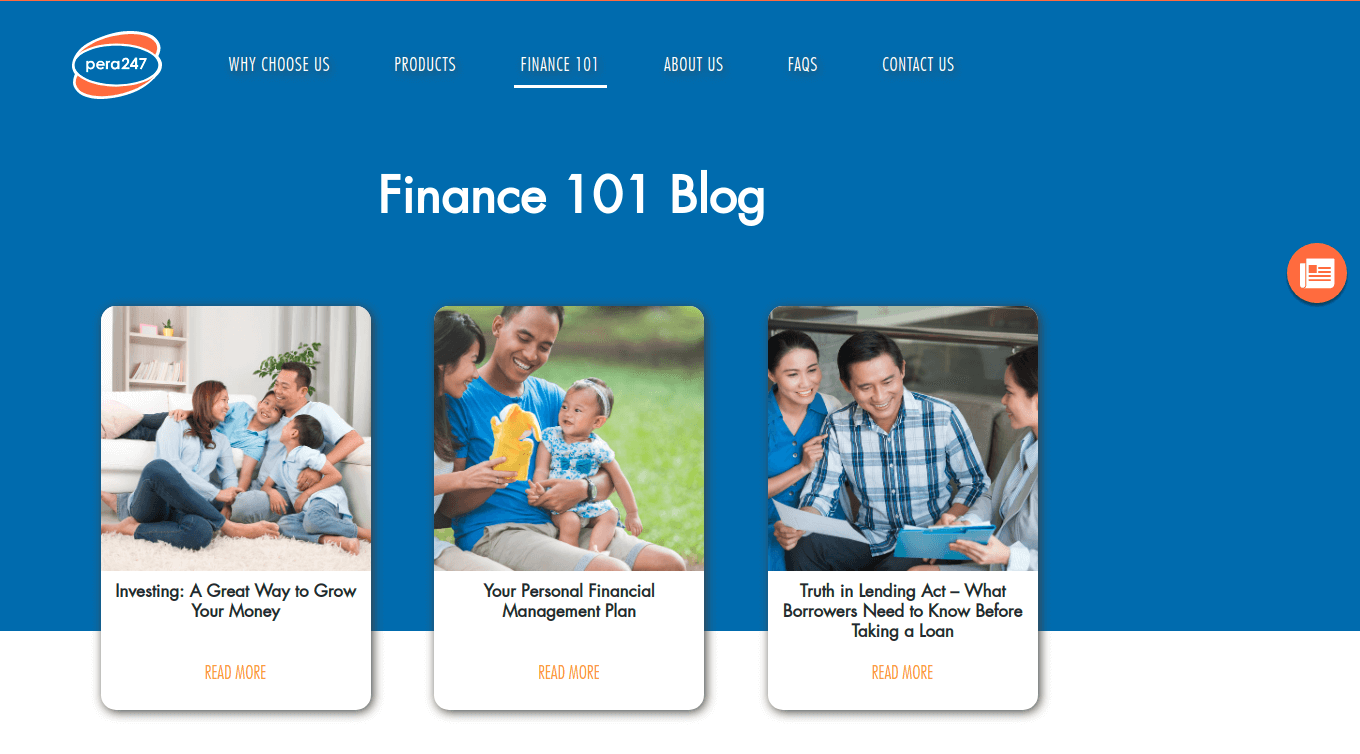 pera247
WHY CHOOSE US
PRODUCTS
FINANCE 101
ABOUT US
FAQS
CONTACT US
Finance 101 Blog
Investing: A Great Way to Grow
Your Money
READ MORE
Your Personal Financial
Management Plan
READ MORE
Truth in Lending Act – What
Borrowers Need to Know Before
Taking a Loan
READ MORE